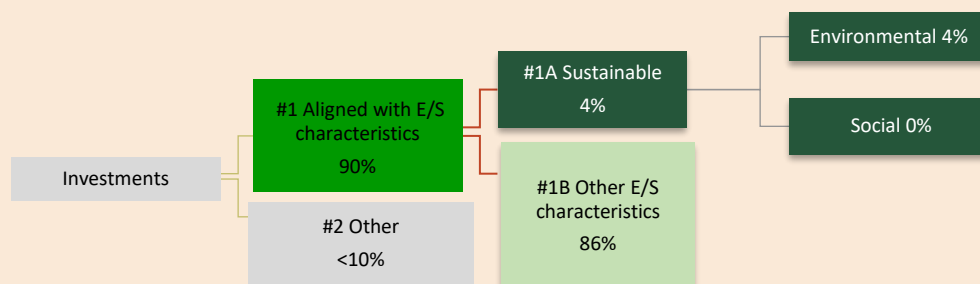 Investments
#1 Aligned with E/S
characteristics
90%
#2 Other
<10%
#1A Sustainable
4%
#1B Other E/S
characteristics
86%
Environmental 4%
Social 0%